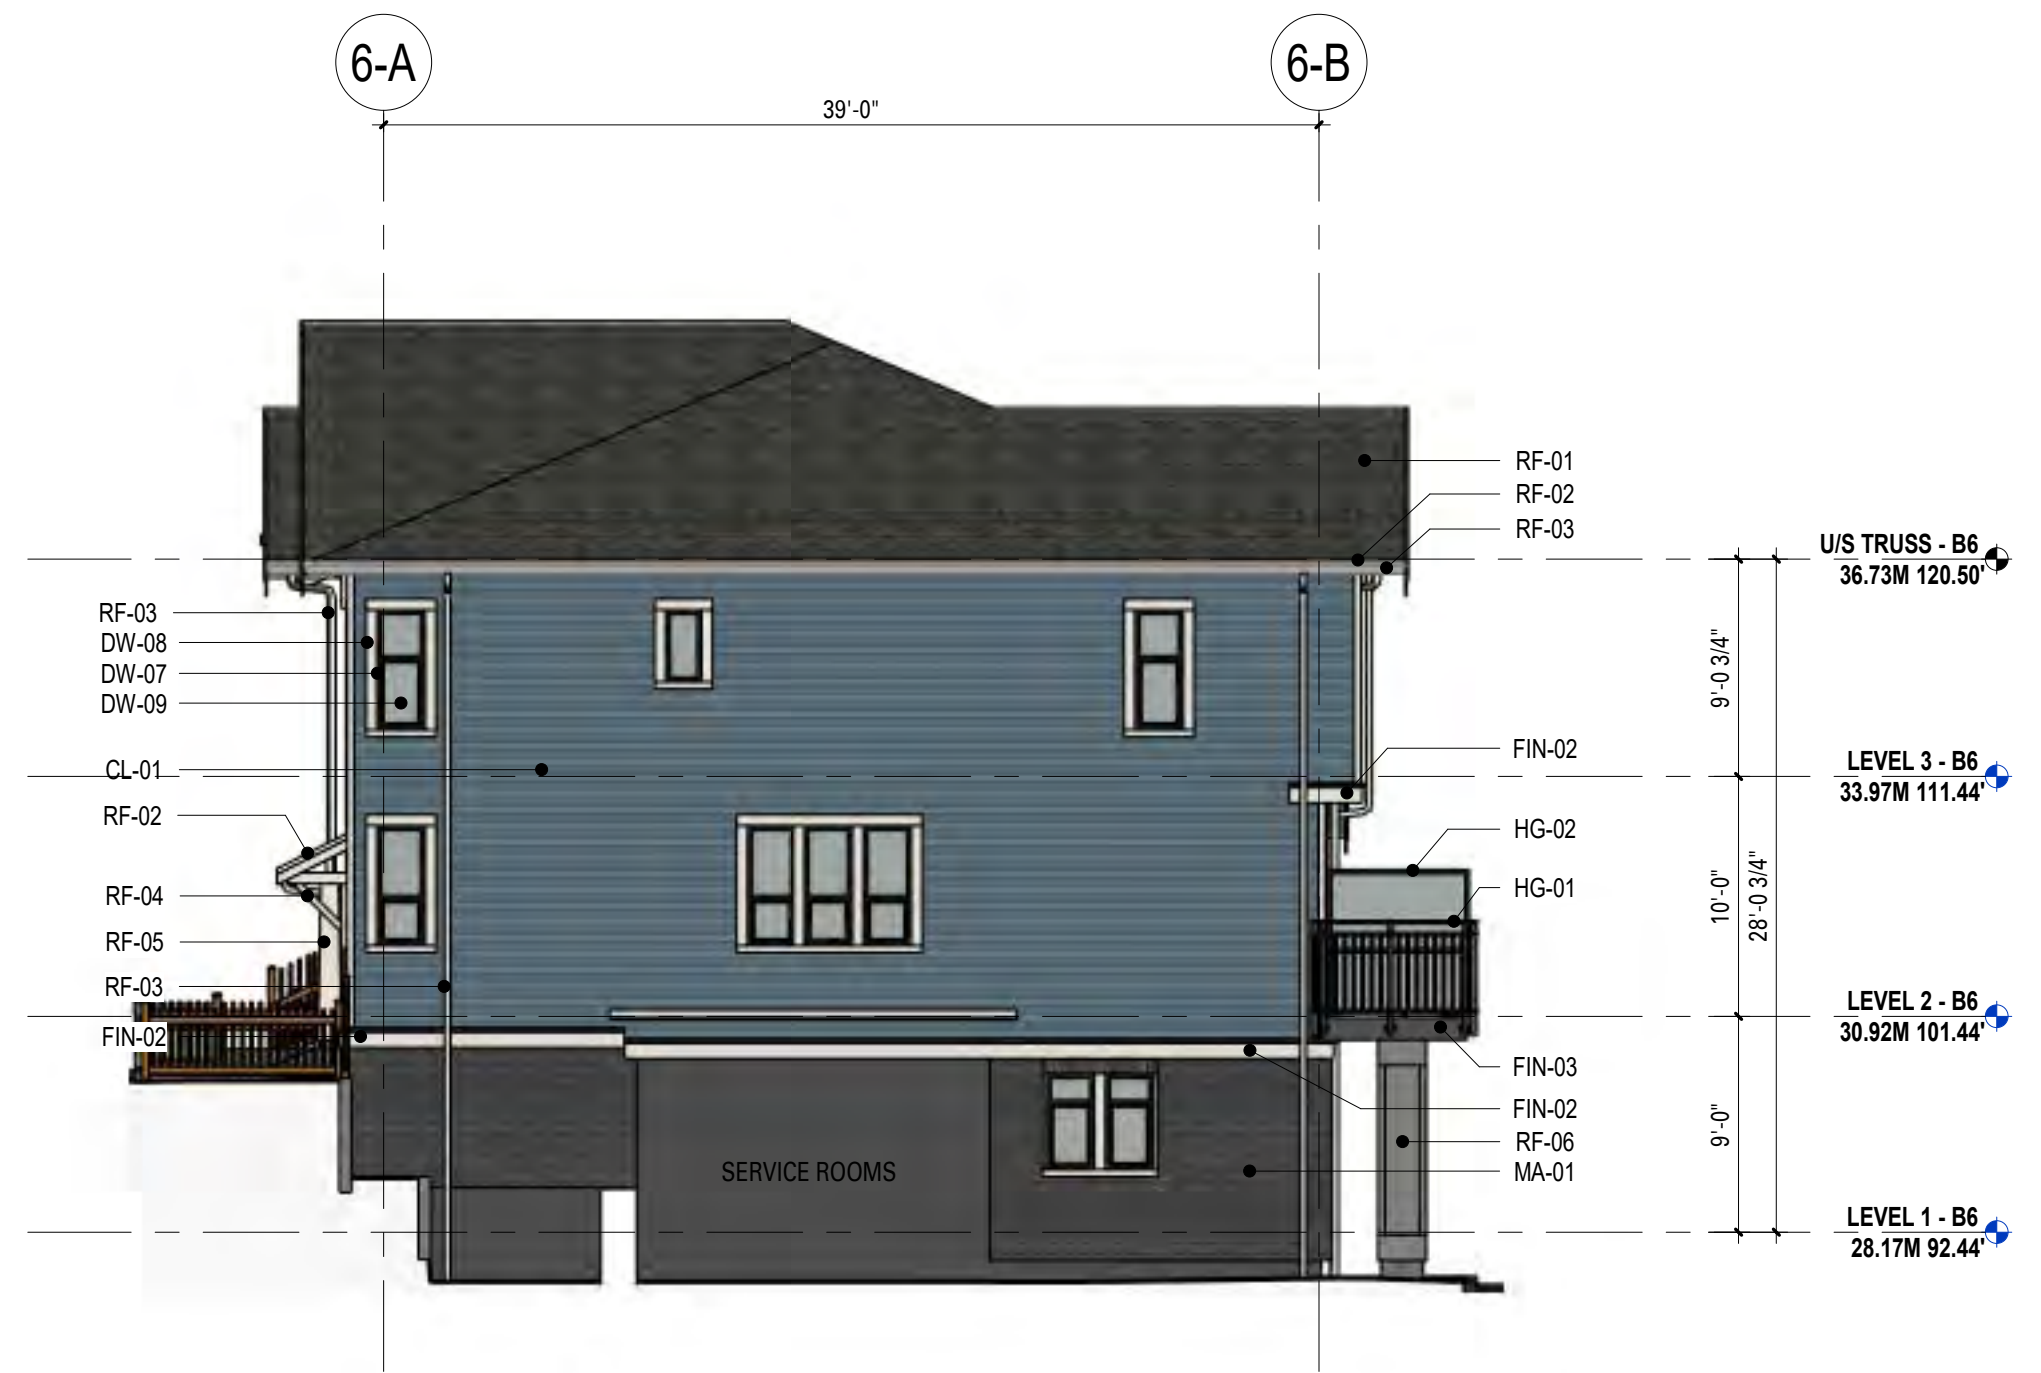 6-A
6-B
39'-0"
RF-01
RF-02
RF-03
U/S TRUSS - B6
36.73M 120.50'
RF-03
DW-08
DW-07
DW-09
9'-0 3/4"
FIN-02
CL-01
LEVEL 3 - B6
33.97M 111.44'
RF-02
HG-02
RF-04
HG-01
10'-0"
28'-0 3/4"
RF-05
RF-03
LEVEL 2 - B6
30.92M 101.44'
FIN-02
FIN-03
FIN-02
9'-0"
RF-06
SERVICE ROOMS
MA-01
LEVEL 1 - B6
28.17M 92.44'